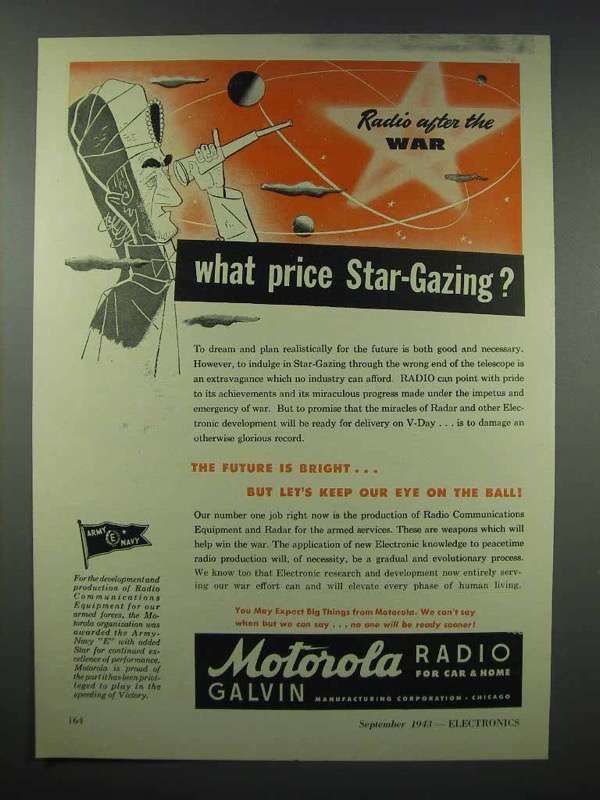 Radio after the
WAR
what price Star-Gazing?
To dream and plan realistically for the future is both good and necessary.
However, to indulge in Star-Gazing through the wrong end of the telescope is
an extravagance which no industry can afford. RADIO can point with pride
to its achievements and its miraculous progress made under the impetus and
emergency of war. But to promise that the miracles of Radar and other Elec-
tronic development will be ready for delivery on V-Day . . . is to damage an
otherwise glorious record.
THE FUTURE IS BRIGHT . . .
BUT LET'S KEEP OUR EYE ON THE BALL!
Our number one job right now is the production of Radio Communications
Equipment and Radar for the armed services. These are weapons which will
help win the war. The application of new Electronic knowledge to peacetime
radio production will, of necessity, be a gradual and evolutionary process.
We know too that Electronic research and development now entirely serv-
ing our war effort can and will elevate every phase of human living.
ARMY E NAVY
For the development and
production of Radio
Communications
Equipment for our
armed forces, the Mo-
torola organization was
awarded the Army-
Navy "E" with added
Star for continued ex-
cellence of performance.
Motorola is proud of
the part it has been privi-
leged to play in the
speeding of Victory.
You May Expect Big Things from Motorola. We can't say
when but we can say . . . no one will be ready sooner!
Motorola RADIO
FOR CAR & HOME
GALVIN MANUFACTURING CORPORATION · CHICAGO
164
September 1943 — ELECTRONICS